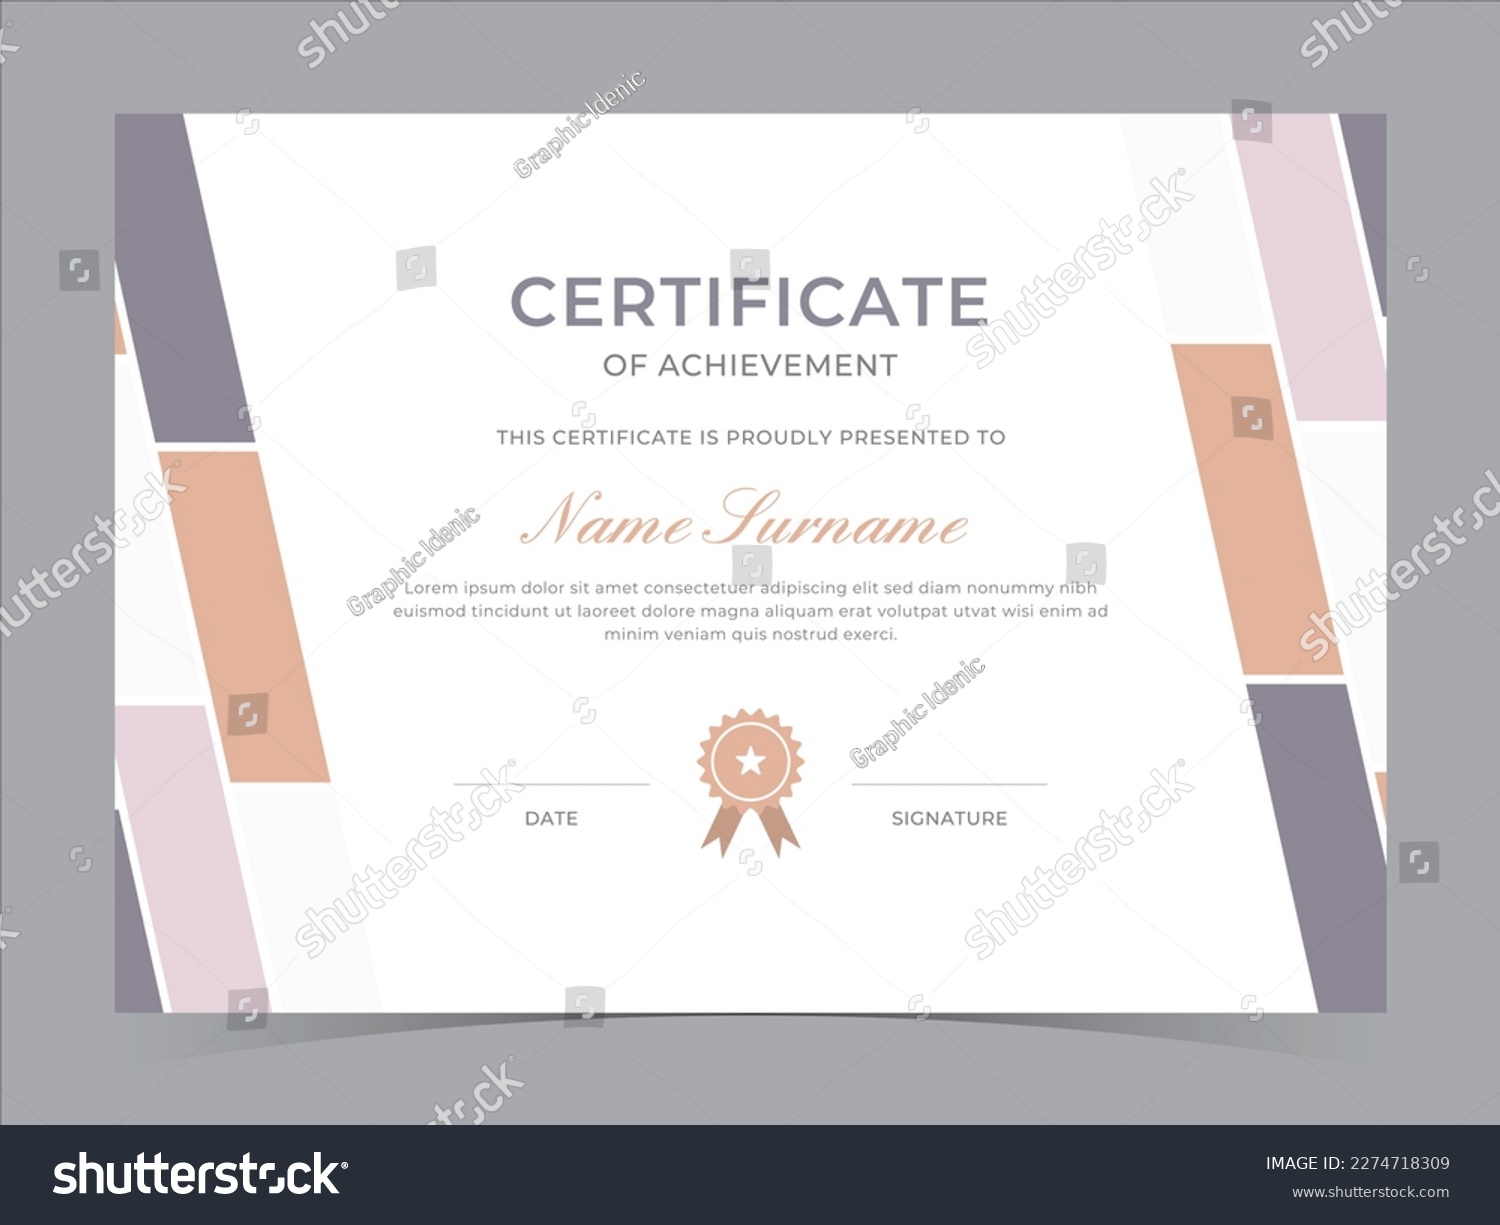 CERTIFICATE
OF ACHIEVEMENT
THIS CERTIFICATE IS PROUDLY PRESENTED TO
Name Surname
Lorem ipsum dolor sit amet consectetuer adipiscing elit sed diam nonummy nibh
euismod tincidunt ut laoreet dolore magna aliquam erat volutpat utvat wisi enim ad
minim veniam quis nostrud exerci.
DATE
SIGNATURE
shutterstock
shutterstock
shutterstock
shutterstock
shutterstock
shutterstock
shutterstock
Graphic Idenic
Graphic Idenic
Graphic Idenic
shutterstock®
IMAGE ID: 2274718309
www.shutterstock.com